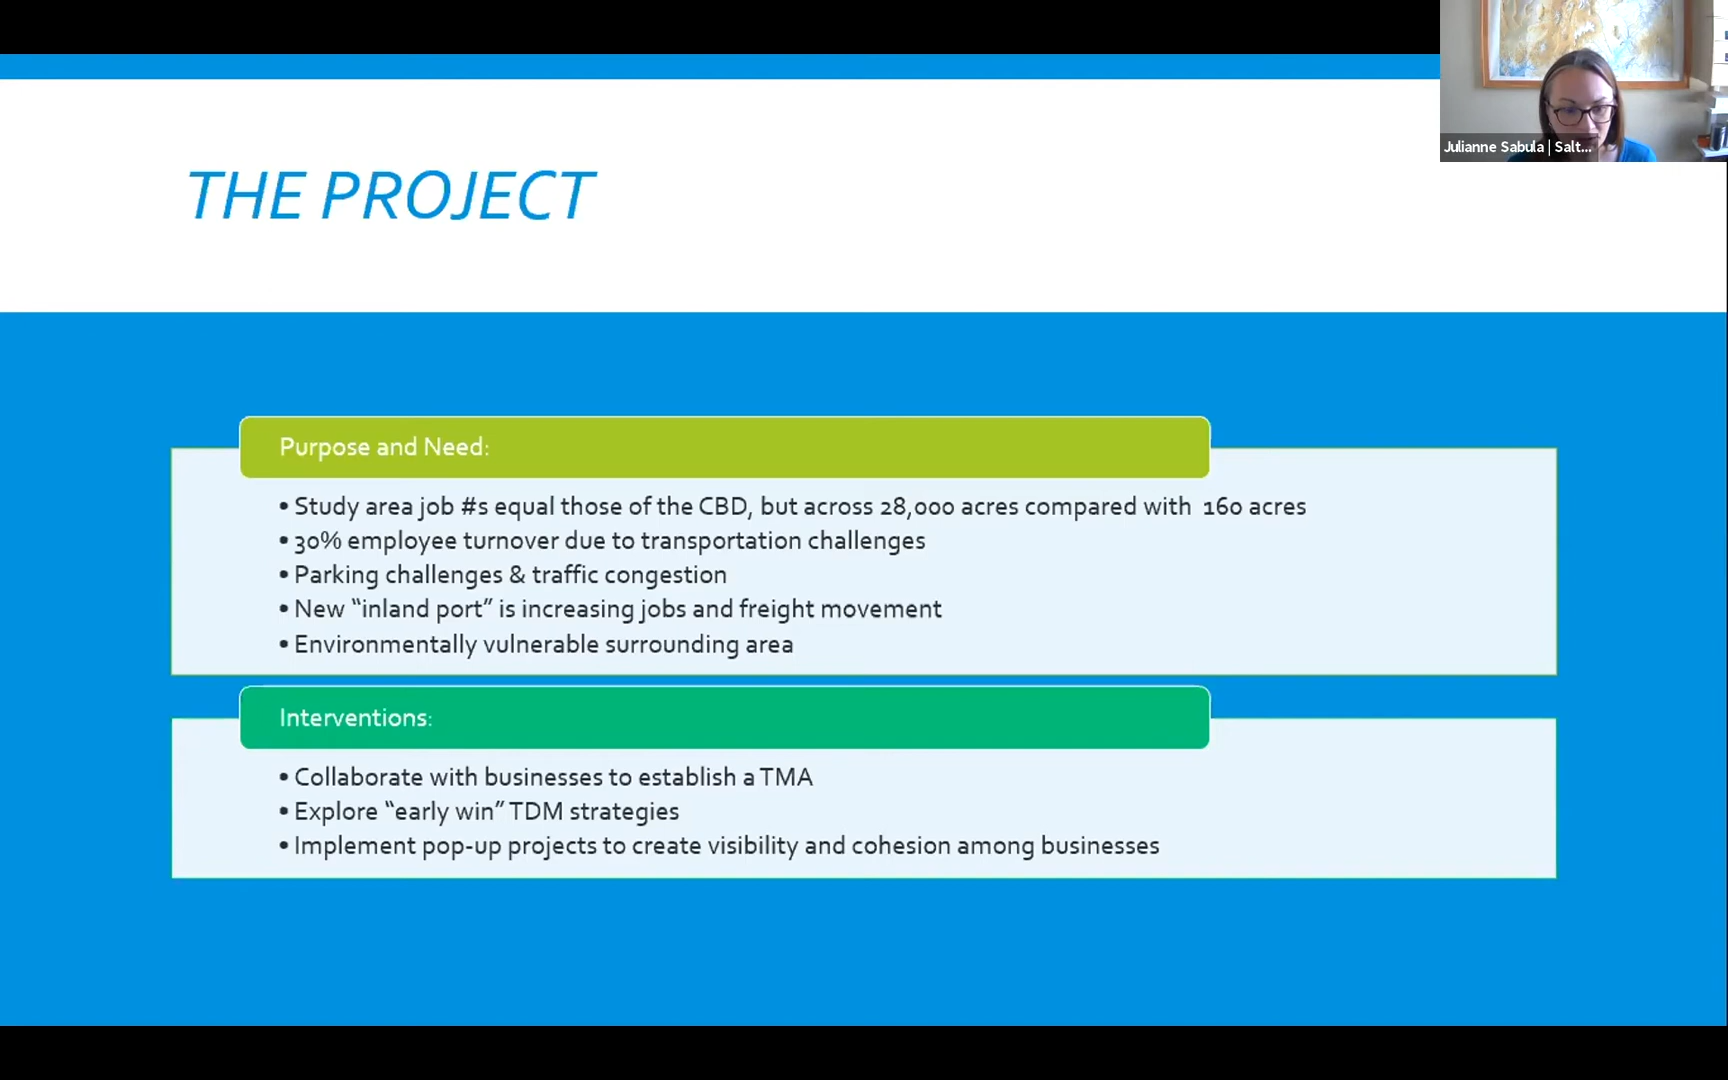 Julianne Sabula | Salt...
THE PROJECT
Purpose and Need:
• Study area job #s equal those of the CBD, but across 28,000 acres compared with 160 acres
• 30% employee turnover due to transportation challenges
• Parking challenges & traffic congestion
• New “inland port” is increasing jobs and freight movement
• Environmentally vulnerable surrounding area
Interventions:
• Collaborate with businesses to establish a TMA
• Explore “early win” TDM strategies
• Implement pop-up projects to create visibility and cohesion among businesses